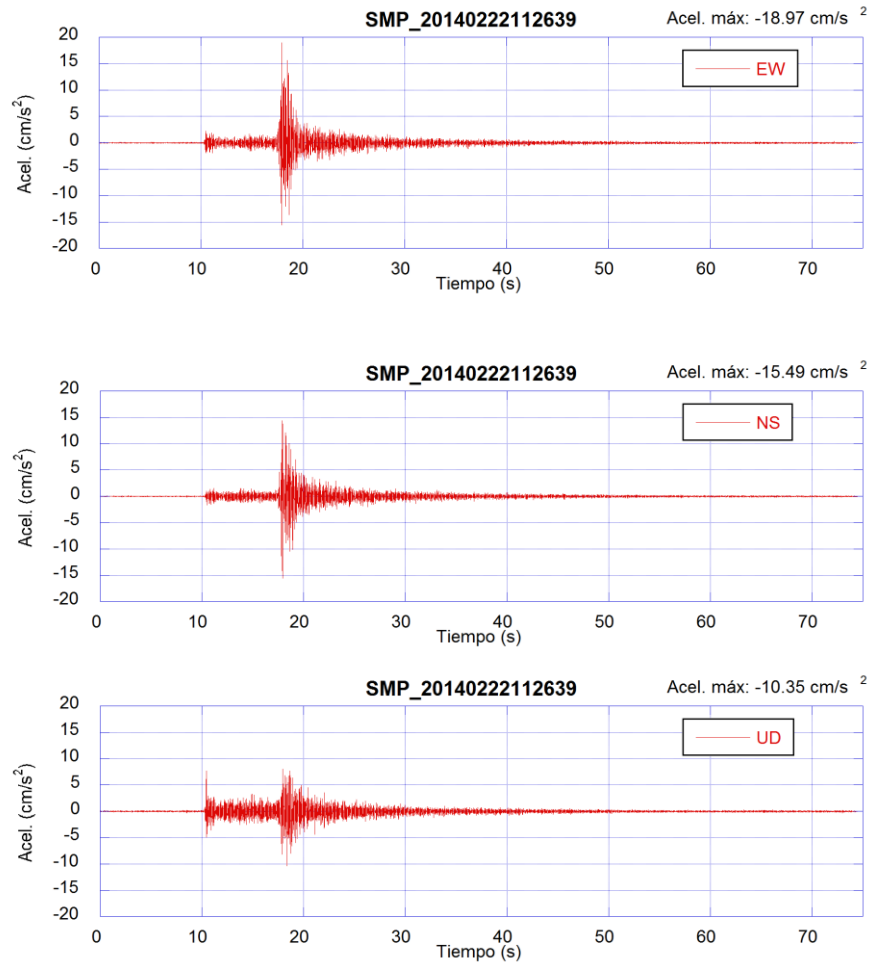 SMP_20140222112639 Acel. máx: -18.97 cm/s 2
EW
Acel. (cm/s2)
20
15
10
5
0
-5
-10
-15
-20
0 10 20 30 40 50 60 70
Tiempo (s)
SMP_20140222112639 Acel. máx: -15.49 cm/s 2
NS
Acel. (cm/s2)
20
15
10
5
0
-5
-10
-15
-20
0 10 20 30 40 50 60 70
Tiempo (s)
SMP_20140222112639 Acel. máx: -10.35 cm/s 2
UD
Acel. (cm/s2)
20
15
10
5
0
-5
-10
-15
-20
0 10 20 30 40 50 60 70
Tiempo (s)